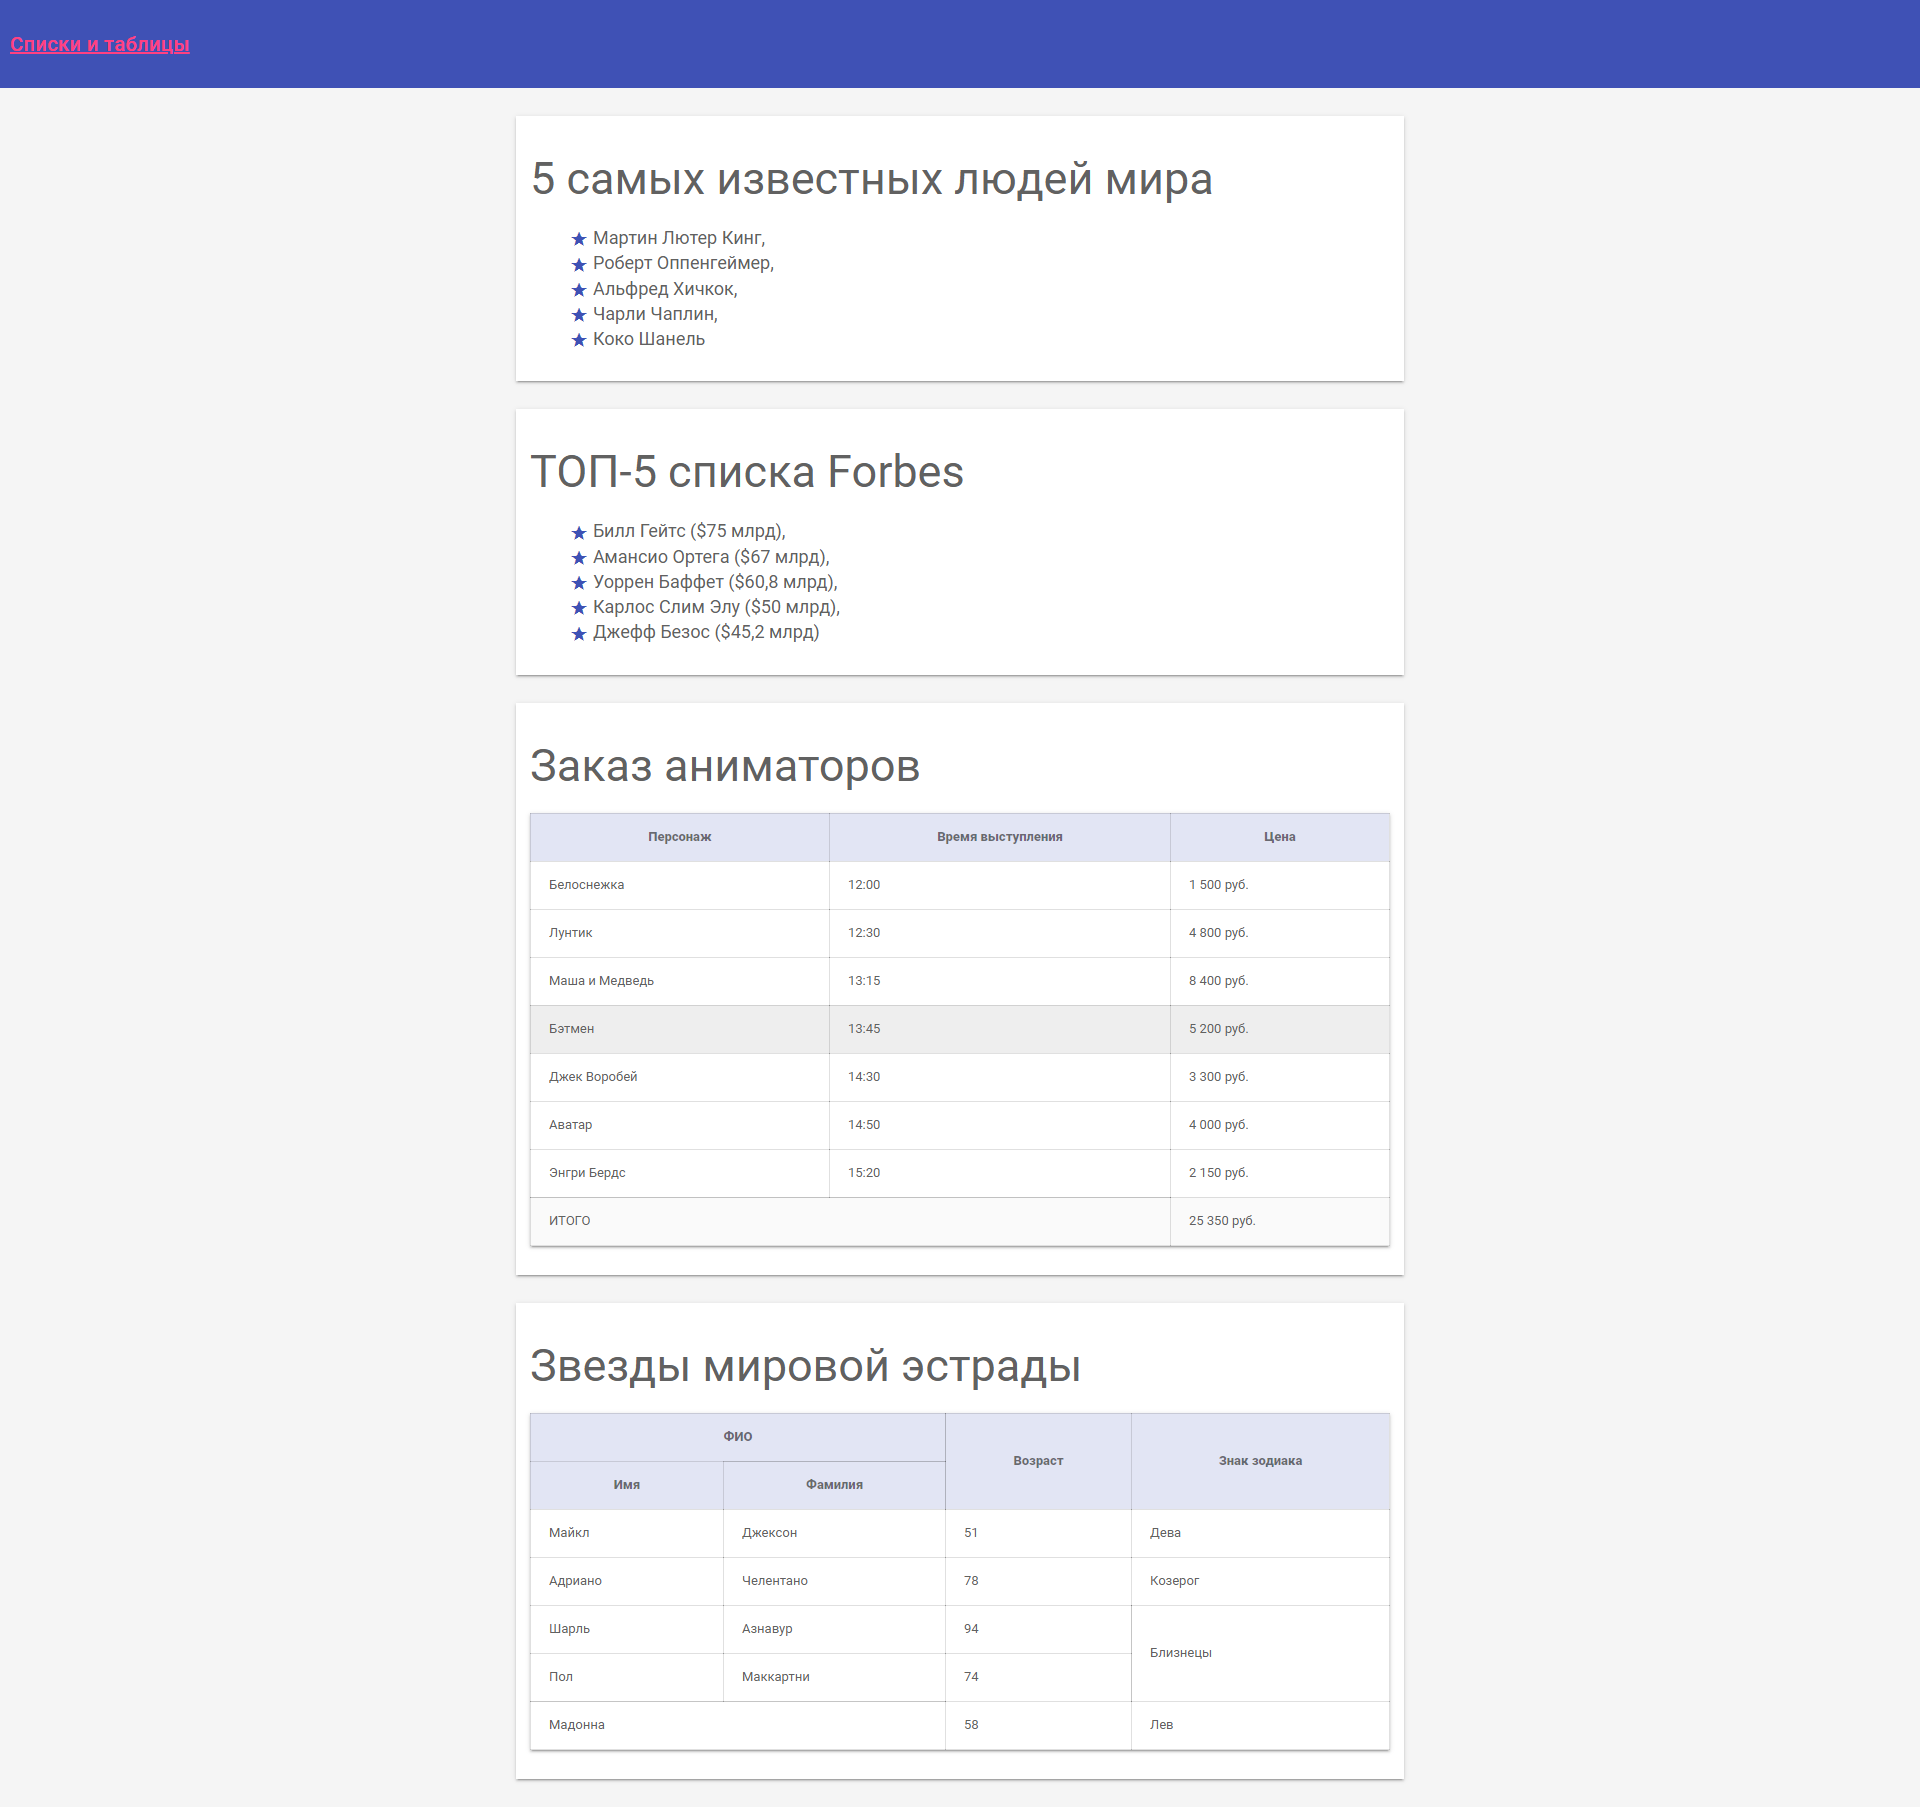 Списки и таблицы
5 самых известных людей мира
Мартин Лютер Кинг,
Роберт Оппенгеймер,
Альфред Хичкок,
Чарли Чаплин,
Коко Шанель
ТОП-5 списка Forbes
Билл Гейтс ($75 млрд),
Амансио Ортега ($67 млрд),
Уоррен Баффет ($60,8 млрд),
Карлос Слим Элу ($50 млрд),
Джефф Безос ($45,2 млрд)
Заказ аниматоров
Персонаж Время выступления Цена
Белоснежка 12:00 1 500 руб.
Лунтик 12:30 4 800 руб.
Маша и Медведь 13:15 8 400 руб.
Бэтмен 13:45 5 200 руб.
Джек Воробей 14:30 3 300 руб.
Аватар 14:50 4 000 руб.
Энгри Бердс 15:20 2 150 руб.
ИТОГО 25 350 руб.
Звезды мировой эстрады
ФИО Возраст Знак зодиака
Имя Фамилия
Майкл Джексон 51 Дева
Адриано Челентано 78 Козерог
Шарль Азнавур 94 Близнецы
Пол Маккартни 74
Мадонна 58 Лев